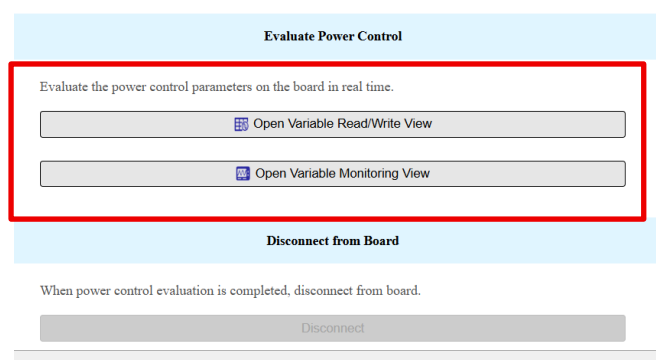 Evaluate Power Control
Evaluate the power control parameters on the board in real time.
Open Variable Read/Write View
Open Variable Monitoring View
Disconnect from Board
When power control evaluation is completed, disconnect from board.
Disconnect